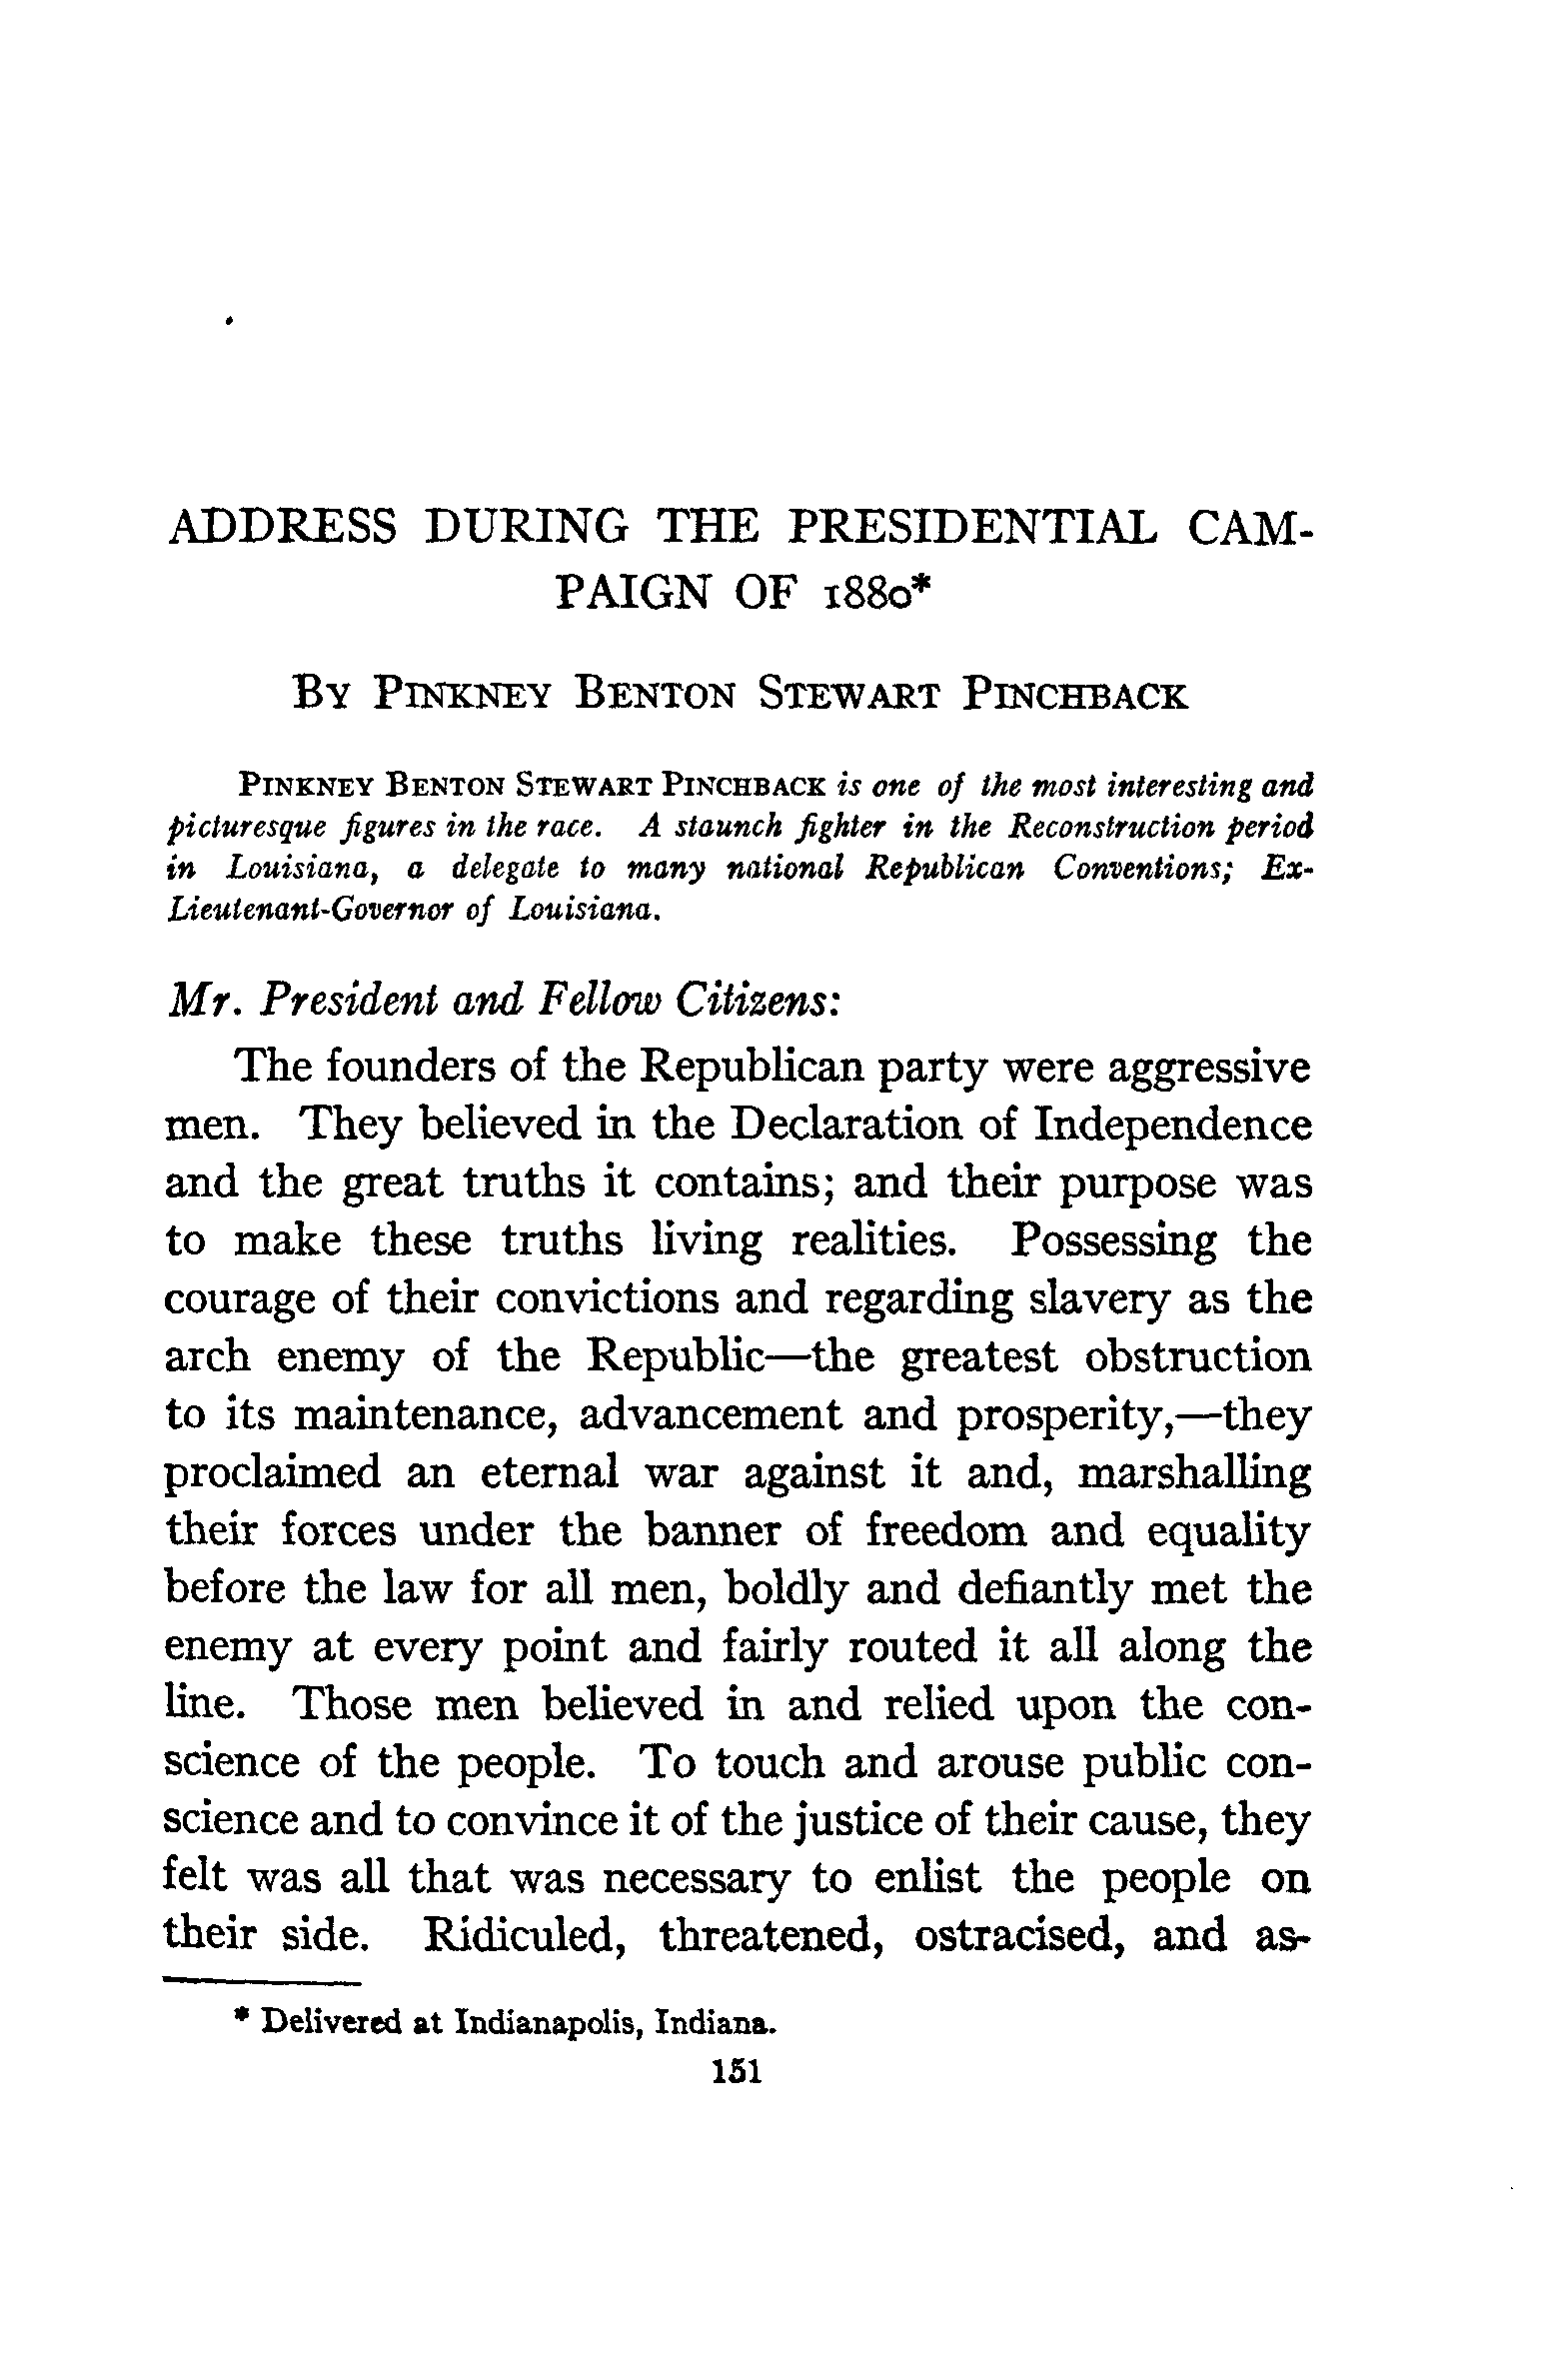 ADDRESS DURING THE PRESIDENTIAL CAM-
PAIGN OF 1880*
BY PINKNEY BENTON STEWART PINCHBACK
PINKNEY BENTON STEWART PINCHBACK is one of the most interesting and
picturesque figures in the race. A staunch fighter in the Reconstruction period
in Louisiana, a delegate to many national Republican Conventions; Ex-
Lieutenant-Governor of Louisiana.
Mr. President and Fellow Citizens:
The founders of the Republican party were aggressive
men. They believed in the Declaration of Independence
and the great truths it contains; and their purpose was
to make these truths living realities. Possessing the
courage of their convictions and regarding slavery as the
arch enemy of the Republic—the greatest obstruction
to its maintenance, advancement and prosperity,—they
proclaimed an eternal war against it and, marshalling
their forces under the banner of freedom and equality
before the law for all men, boldly and defiantly met the
enemy at every point and fairly routed it all along the
line. Those men believed in and relied upon the con-
science of the people. To touch and arouse public con-
science and to convince it of the justice of their cause, they
felt was all that was necessary to enlist the people on
their side. Ridiculed, threatened, ostracised, and as-
* Delivered at Indianapolis, Indiana.
151